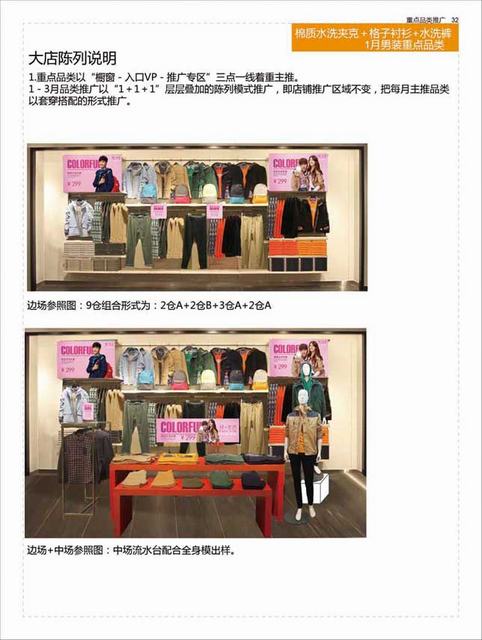 重点品类推广 32
棉质水洗夹克+格子衬衫+水洗裤
1月男装重点品类
大店陈列说明
1.重点品类以“橱窗-入口VP-推广专区”三点一线着重主推。
1-3月品类推广以“1+1+1”层层叠加的陈列模式推广，即店铺推广区域不变，把每月主推品类
以套穿搭配的形式推广。
COLORFUL
¥299
COLORFUL
¥299
边场参照图：9仓组合形式为：2仓A+2仓B+3仓A+2仓A
COLORFUL
¥299
COLORFUL
¥299
COLORFUL
¥299
边场+中场参照图：中场流水台配合全身模出样。